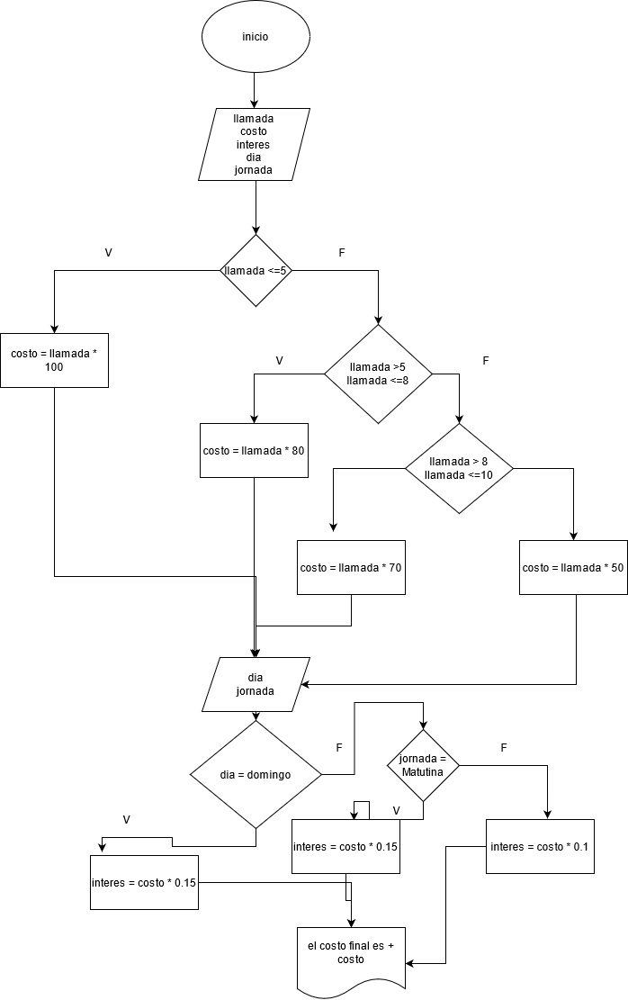 inicio
llamada
costo
interes
dia
jornada
V
llamada <=5
F
costo = llamada *
100
V
llamada >5
llamada <=8
F
costo = llamada * 80
llamada > 8
llamada <=10
costo = llamada * 70
costo = llamada * 50
dia
jornada
dia = domingo
F
jornada =
Matutina
F
V
V
interes = costo * 0.15
interes = costo * 0.15
interes = costo * 0.1
el costo final es +
costo